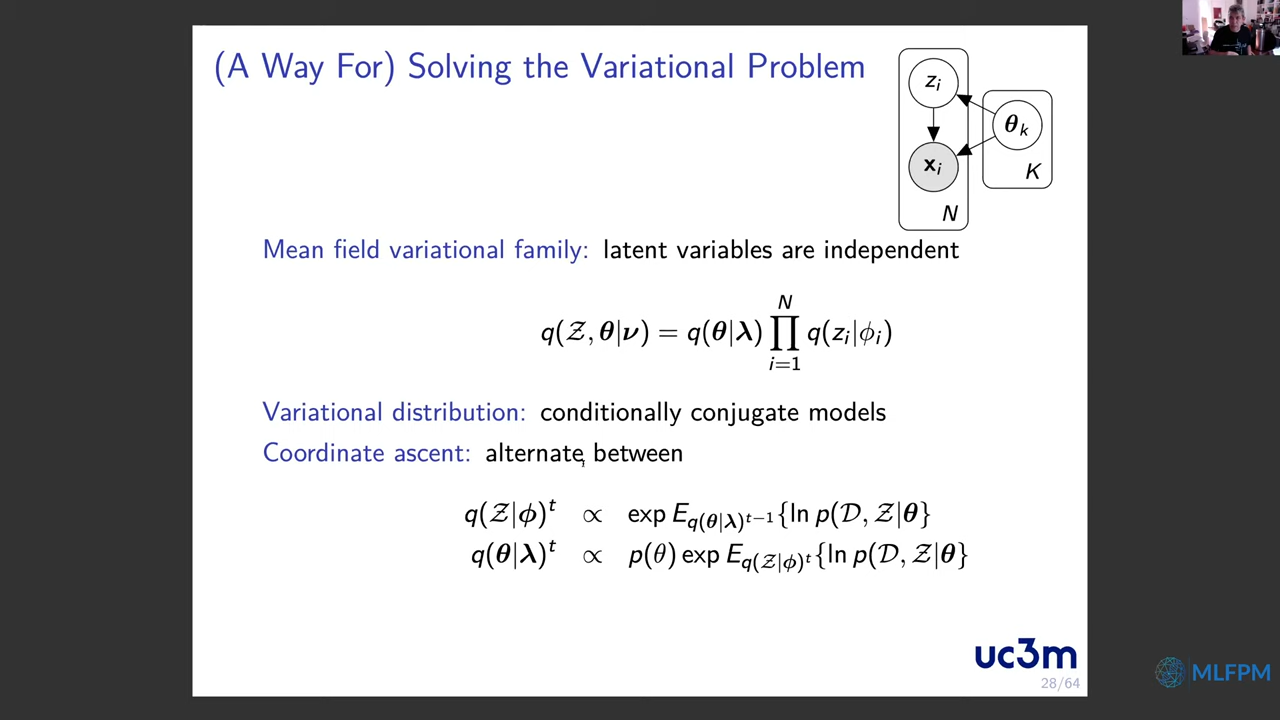 (A Way For) Solving the Variational Problem
z_i
θ_k
x_i
K
N
Mean field variational family: latent variables are independent
q(𝒵, θ|ν) = q(θ|λ) ∏_{i=1}^{N} q(z_i|ϕ_i)
Variational distribution: conditionally conjugate models
Coordinate ascent: alternate between
q(𝒵|ϕ)^t ∝ exp E_{q(θ|λ)^{t−1}}{ln p(𝒟, 𝒵|θ}
q(θ|λ)^t ∝ p(θ) exp E_{q(𝒵|ϕ)^t}{ln p(𝒟, 𝒵|θ}
uc3m
28/64
MLFPM